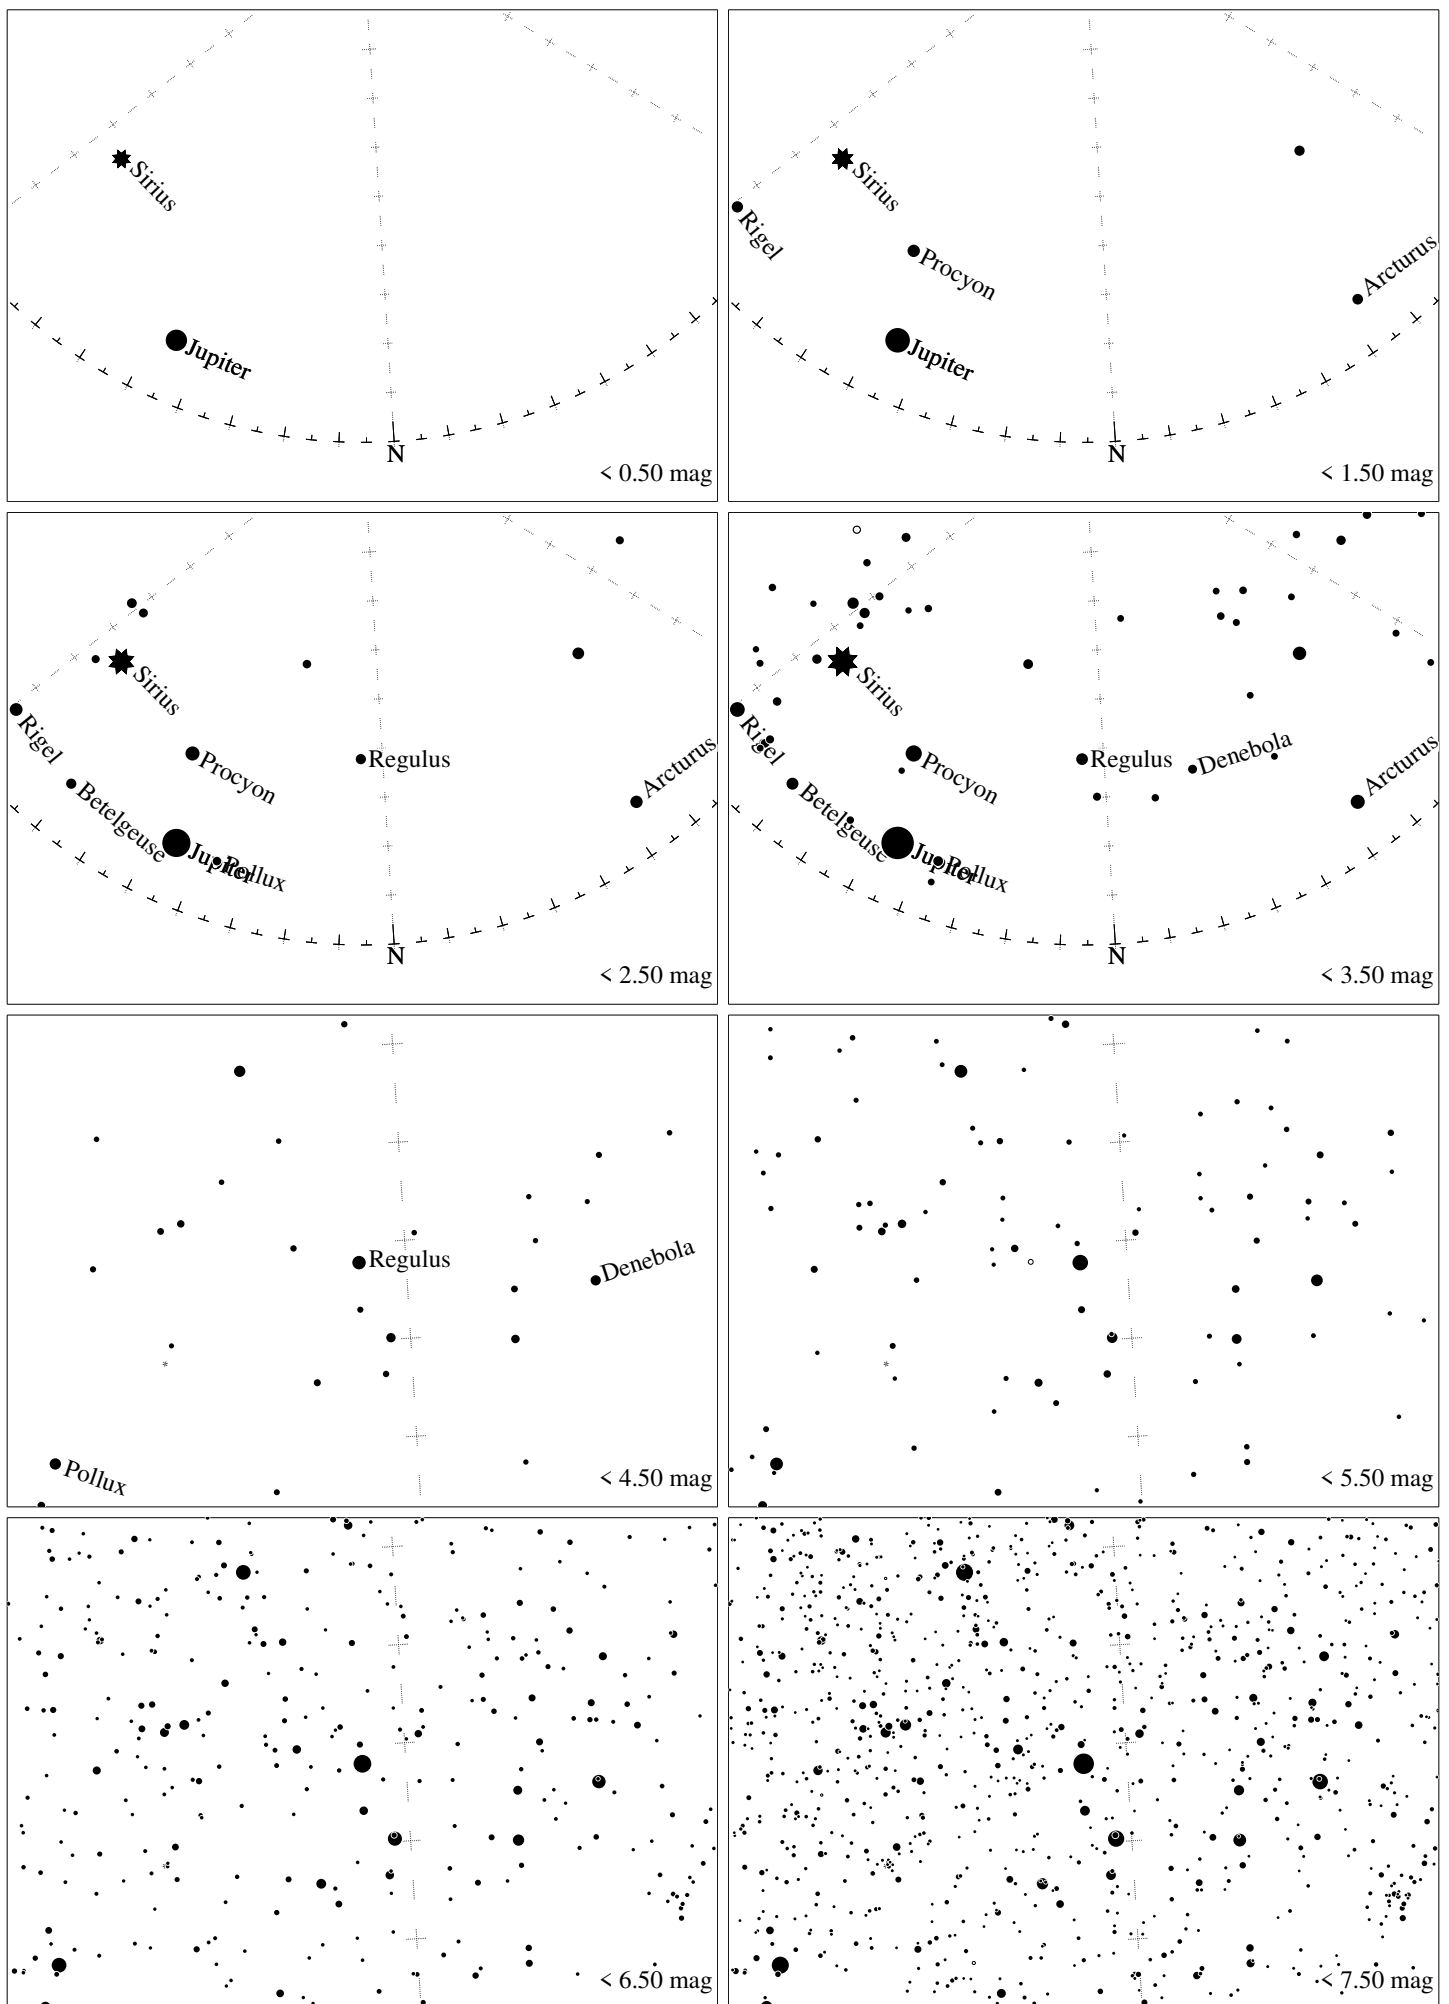 Sirius
Jupiter
N
< 0.50 mag
Sirius
Rigel
Procyon
Arcturus
Jupiter
N
< 1.50 mag
Sirius
Rigel
Procyon
Regulus
Arcturus
Betelgeuse
Jupiter
Pollux
N
< 2.50 mag
Sirius
Rigel
Procyon
Regulus
Denebola
Arcturus
Betelgeuse
Jupiter
Pollux
N
< 3.50 mag
Regulus
Denebola
Pollux
< 4.50 mag
< 5.50 mag
< 6.50 mag
< 7.50 mag